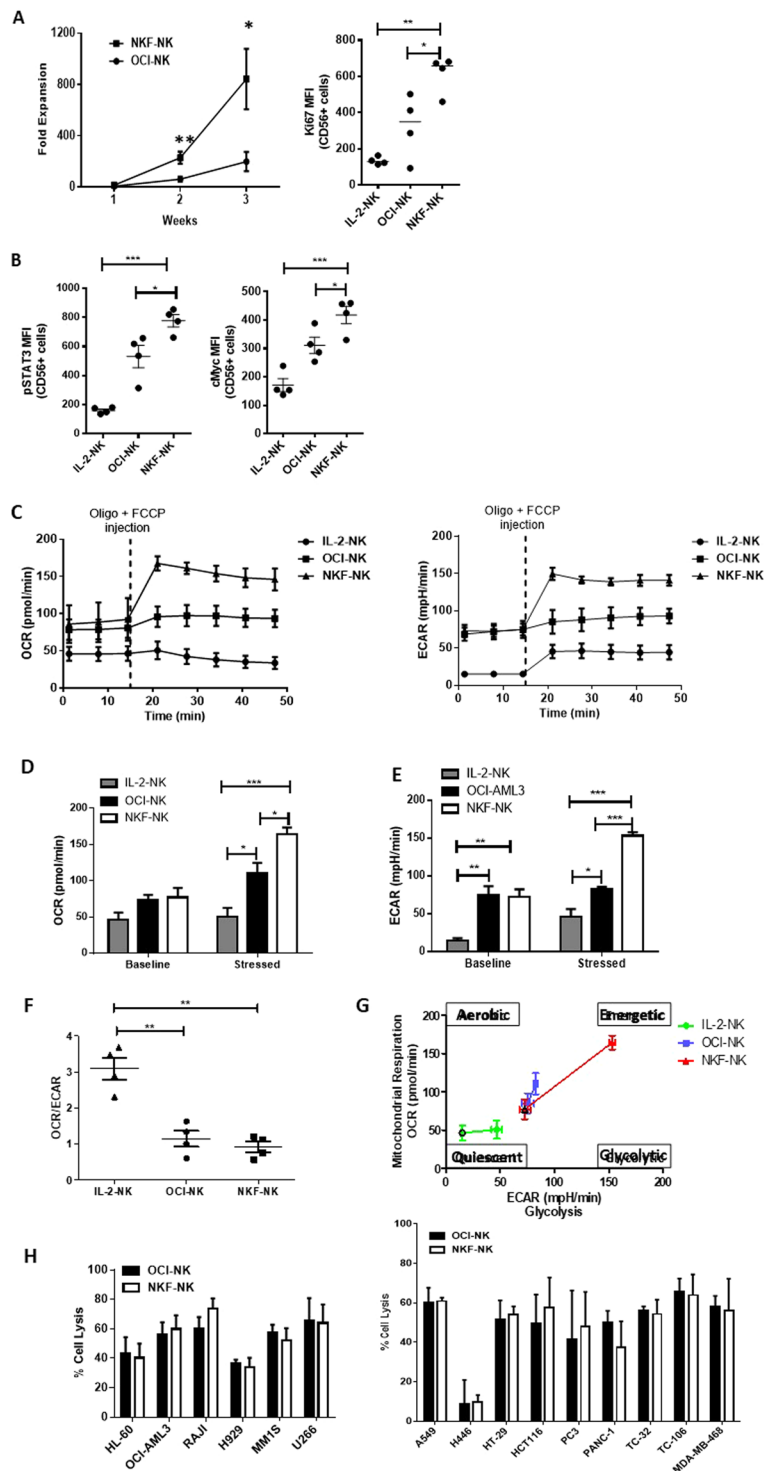 A
NKF-NK
OCI-NK
Fold Expansion
1200
800
400
0
1 2 3
Weeks
*
**
Ki67 MFI
(CD56+ cells)
800
600
400
200
0
IL-2-NK
OCI-NK
NKF-NK
**
*
B
pSTAT3 MFI
(CD56+ cells)
1000
800
600
400
200
0
IL-2-NK
OCI-NK
NKF-NK
***
*
cMyc MFI
(CD56+ cells)
500
400
300
200
100
0
IL-2-NK
OCI-NK
NKF-NK
***
*
C
Oligo + FCCP
injection
OCR (pmol/min)
200
150
100
50
0
0 10 20 30 40 50
Time (min)
IL-2-NK
OCI-NK
NKF-NK
Oligo + FCCP
injection
ECAR (mpH/min)
200
150
100
50
0
0 10 20 30 40 50
Time (min)
IL-2-NK
OCI-NK
NKF-NK
D
IL-2-NK
OCI-NK
NKF-NK
OCR (pmol/min)
200
150
100
50
0
Baseline Stressed
***
*
*
E
IL-2-NK
OCI-AML3
NKF-NK
ECAR (mpH/min)
200
150
100
50
0
Baseline Stressed
**
**
***
***
*
F
OCR/ECAR
4
3
2
1
0
IL-2-NK OCI-NK NKF-NK
**
**
G
Mitochondrial Respiration
OCR (pmol/min)
200
150
100
50
0
0 50 100 150 200
ECAR (mpH/min)
Glycolysis
Aerobic
Energetic
Quiescent
Glycolytic
IL-2-NK
OCI-NK
NKF-NK
H
OCI-NK
NKF-NK
% Cell Lysis
100
80
60
40
20
0
HL-60
OCI-AML3
RAJI
H929
MM1S
U266
OCI-NK
NKF-NK
% Cell Lysis
100
80
60
40
20
0
A549
H446
HT-29
HCT116
PC3
PANC-1
TC-32
TC-106
MDA-MB-468